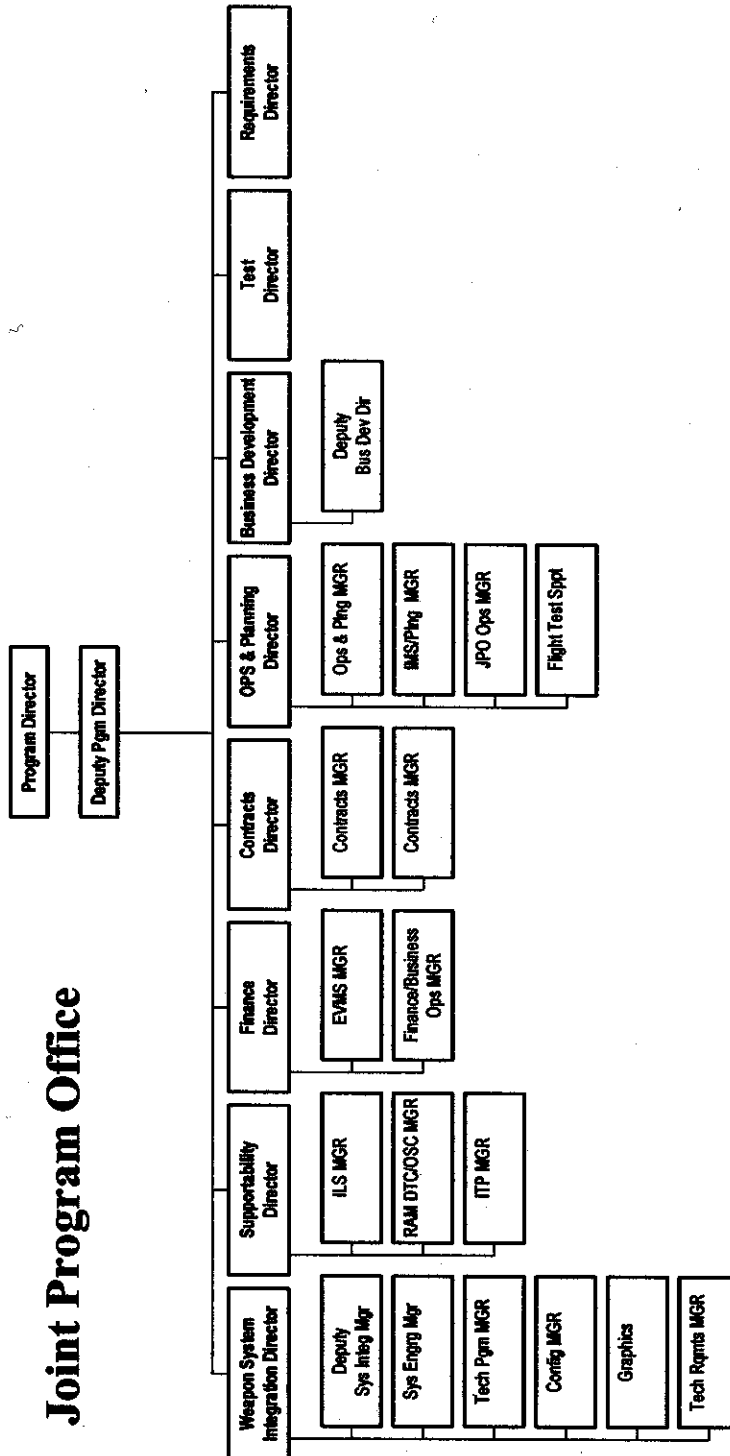 Joint Program Office
Program Director
Deputy Pgm Director
Weapon System
Integration Director
Deputy
Sys Integ Mgr
Sys Engrg Mgr
Tech Pgm MGR
Config MGR
Graphics
Tech Rqmts MGR
Supportability
Director
ILS MGR
RAM DTC/OSC MGR
ITP MGR
Finance
Director
EVMS MGR
Finance/Business
Ops MGR
Contracts
Director
Contracts MGR
Contracts MGR
OPS & Planning
Director
Ops & Plng MGR
IMS/Plng MGR
JPO Ops MGR
Flight Test Sppt
Business Development
Director
Deputy
Bus Dev Dir
Test
Director
Requirements
Director